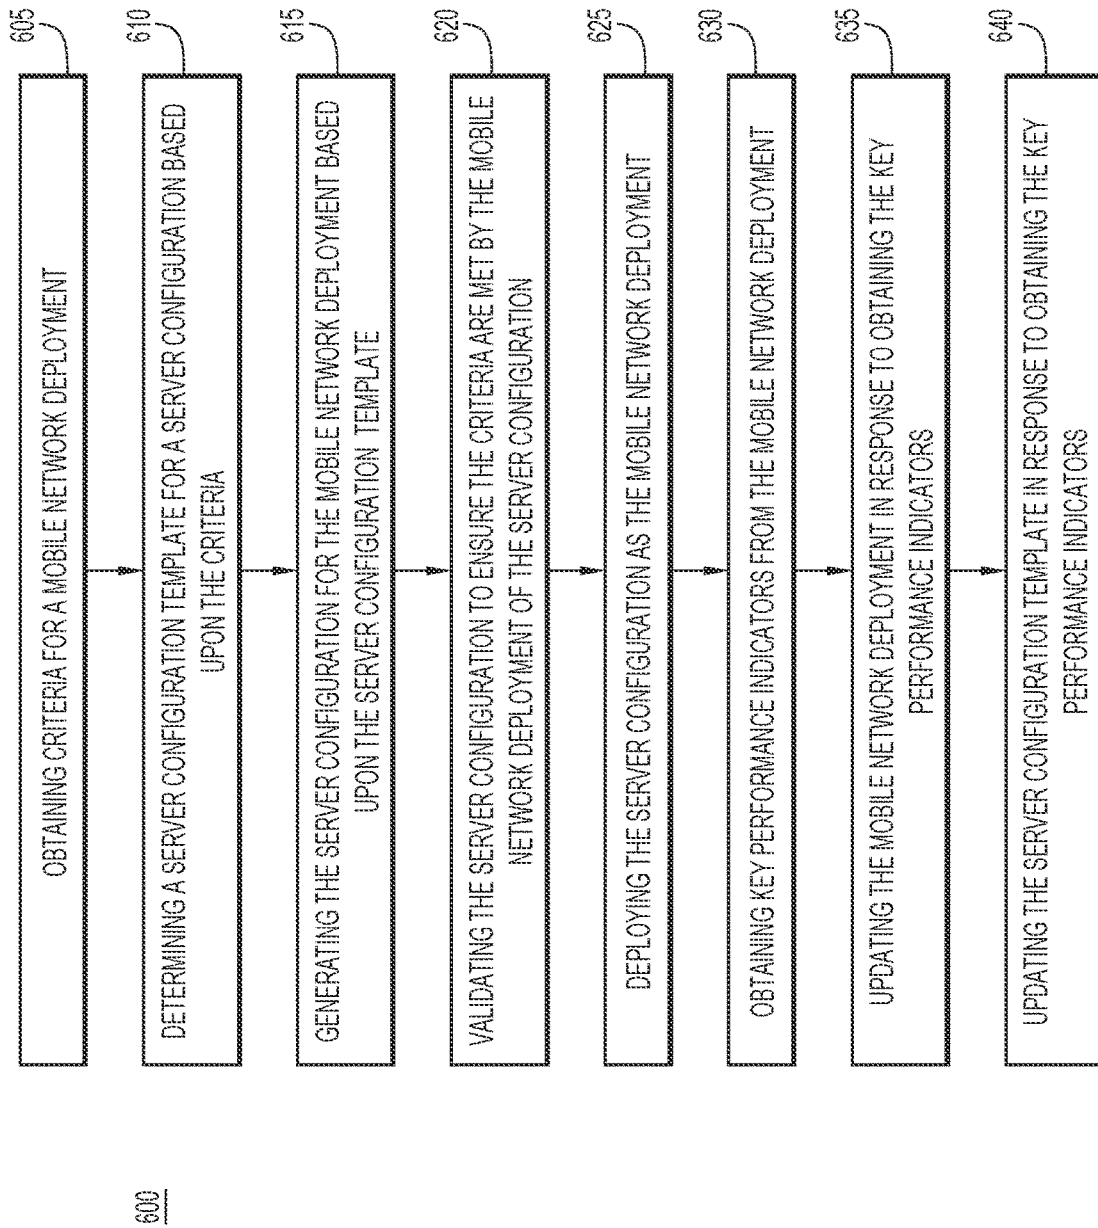 600
605
OBTAINING CRITERIA FOR A MOBILE NETWORK DEPLOYMENT
610
DETERMINING A SERVER CONFIGURATION TEMPLATE FOR A SERVER CONFIGURATION BASED
UPON THE CRITERIA
615
GENERATING THE SERVER CONFIGURATION FOR THE MOBILE NETWORK DEPLOYMENT BASED
UPON THE SERVER CONFIGURATION TEMPLATE
620
VALIDATING THE SERVER CONFIGURATION TO ENSURE THE CRITERIA ARE MET BY THE MOBILE
NETWORK DEPLOYMENT OF THE SERVER CONFIGURATION
625
DEPLOYING THE SERVER CONFIGURATION AS THE MOBILE NETWORK DEPLOYMENT
630
OBTAINING KEY PERFORMANCE INDICATORS FROM THE MOBILE NETWORK DEPLOYMENT
635
UPDATING THE MOBILE NETWORK DEPLOYMENT IN RESPONSE TO OBTAINING THE KEY
PERFORMANCE INDICATORS
640
UPDATING THE SERVER CONFIGURATION TEMPLATE IN RESPONSE TO OBTAINING THE KEY
PERFORMANCE INDICATORS